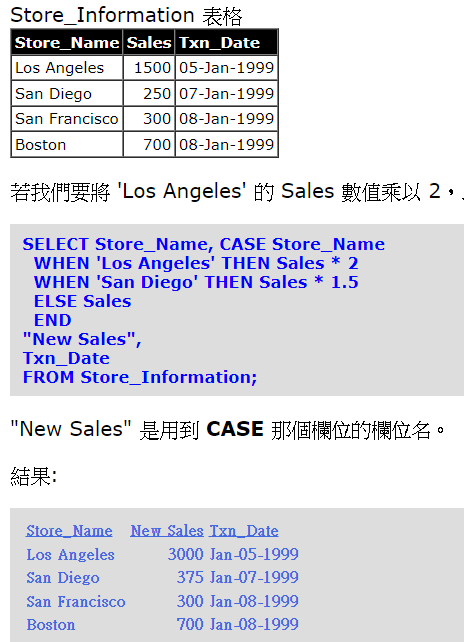 Store_Information 表格
Store_Name Sales Txn_Date
Los Angeles 1500 05-Jan-1999
San Diego 250 07-Jan-1999
San Francisco 300 08-Jan-1999
Boston 700 08-Jan-1999
若我們要將 'Los Angeles' 的 Sales 數值乘以 2，
SELECT Store_Name, CASE Store_Name
WHEN 'Los Angeles' THEN Sales * 2
WHEN 'San Diego' THEN Sales * 1.5
ELSE Sales
END
"New Sales",
Txn_Date
FROM Store_Information;
"New Sales" 是用到 CASE 那個欄位的欄位名。
結果:
Store_Name New Sales Txn_Date
Los Angeles 3000 Jan-05-1999
San Diego 375 Jan-07-1999
San Francisco 300 Jan-08-1999
Boston 700 Jan-08-1999